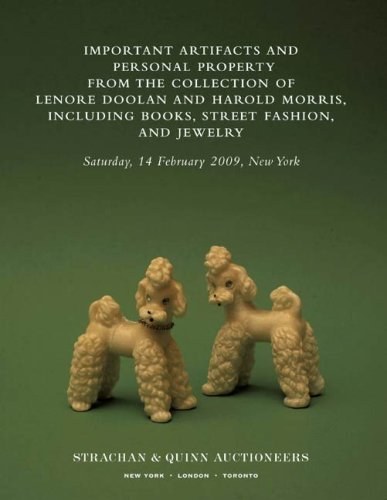 IMPORTANT ARTIFACTS AND
PERSONAL PROPERTY
FROM THE COLLECTION OF
LENORE DOOLAN AND HAROLD MORRIS,
INCLUDING BOOKS, STREET FASHION,
AND JEWELRY
Saturday, 14 February 2009, New York
STRACHAN & QUINN AUCTIONEERS
NEW YORK · LONDON · TORONTO